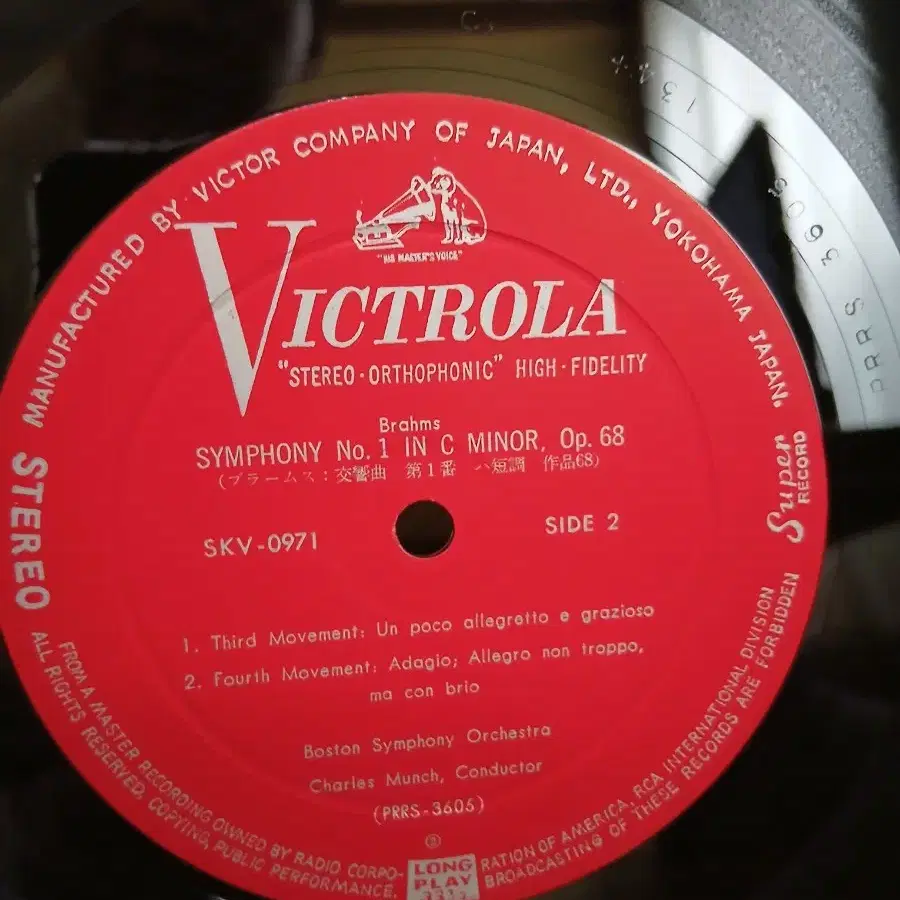 MANUFACTURED BY VICTOR COMPANY OF JAPAN, LTD., YOKOHAMA JAPAN.
"HIS MASTER'S VOICE"
VICTROLA
"STEREO-ORTHOPHONIC" HIGH-FIDELITY
Brahms
SYMPHONY No. 1 IN C MINOR, Op. 68
(ブラームス:交響曲 第1番 ハ短調 作品68)
SKV-0971
SIDE 2
STEREO
Super
RECORD
1. Third Movement: Un poco allegretto e grazioso
2. Fourth Movement: Adagio; Allegro non troppo,
ma con brio
Boston Symphony Orchestra
Charles Munch, Conductor
(PRRS-3605)
LONG
PLAY
33⅓
FROM A MASTER RECORDING OWNED BY RADIO CORPORATION OF AMERICA, RCA INTERNATIONAL DIVISION
ALL RIGHTS RESERVED, COPYING, PUBLIC PERFORMANCE, BROADCASTING OF THESE RECORDS ARE FORBIDDEN
PRRS 3605